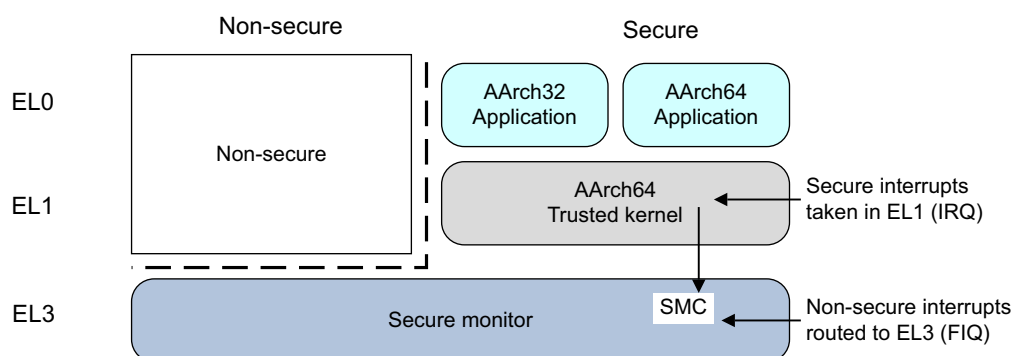 Non-secure
Secure
EL0
AArch32
Application
AArch64
Application
Non-secure
EL1
AArch64
Trusted kernel
Secure interrupts
taken in EL1 (IRQ)
EL3
Secure monitor
SMC
Non-secure interrupts
routed to EL3 (FIQ)